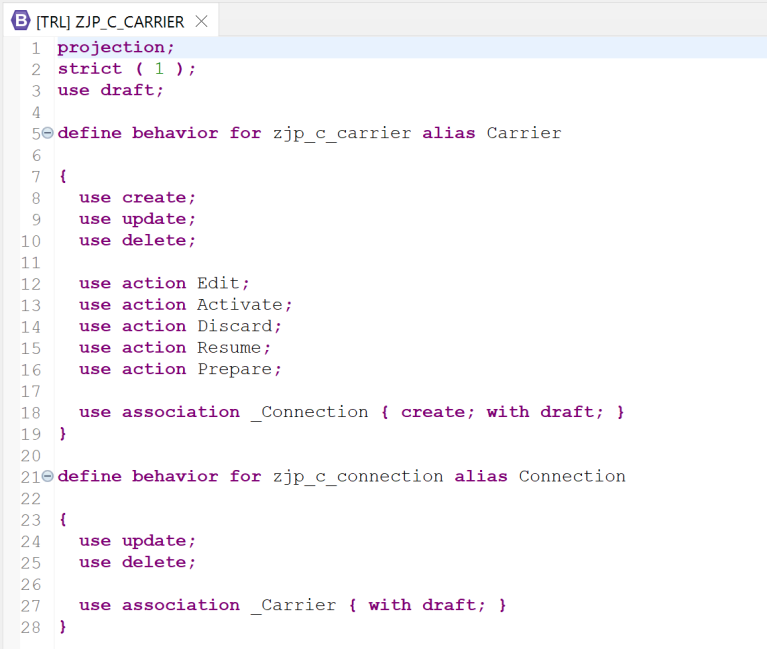 B [TRL] ZJP_C_CARRIER
1 projection;
2 strict ( 1 );
3 use draft;
4
5 define behavior for zjp_c_carrier alias Carrier
6
7 {
8   use create;
9   use update;
10   use delete;
11
12   use action Edit;
13   use action Activate;
14   use action Discard;
15   use action Resume;
16   use action Prepare;
17
18   use association _Connection { create; with draft; }
19 }
20
21 define behavior for zjp_c_connection alias Connection
22
23 {
24   use update;
25   use delete;
26
27   use association _Carrier { with draft; }
28 }